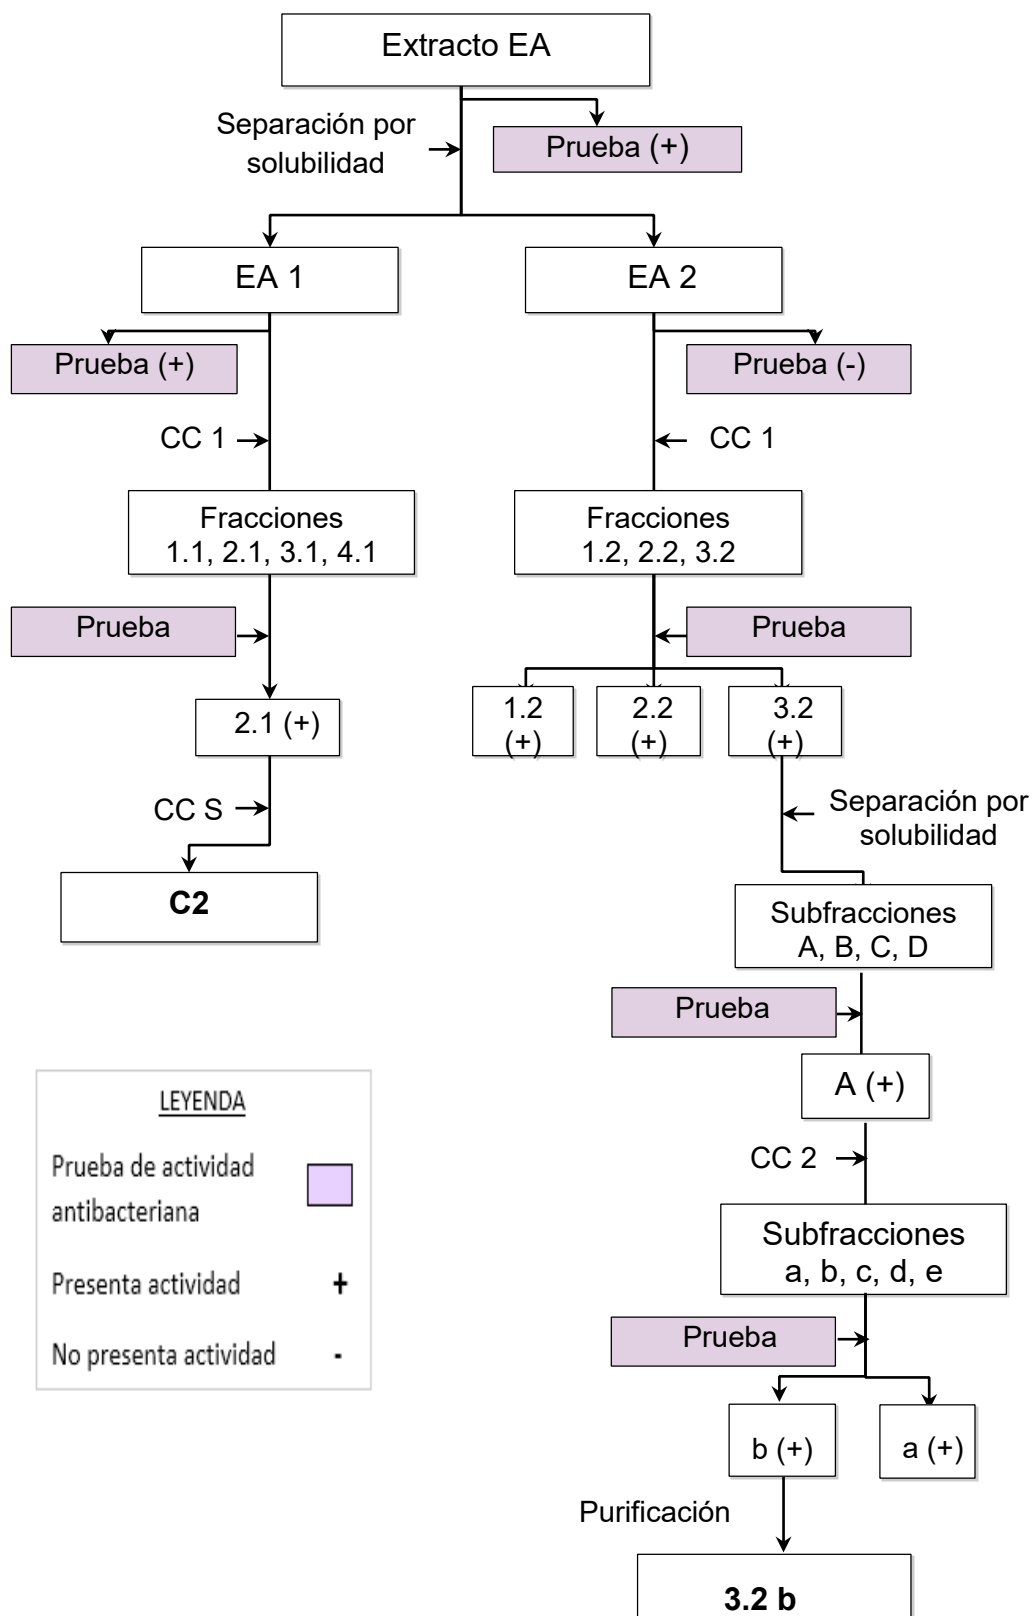 Extracto EA
Separación por
solubilidad
Prueba (+)
EA 1
EA 2
Prueba (+)
Prueba (-)
CC 1
CC 1
Fracciones
1.1, 2.1, 3.1, 4.1
Fracciones
1.2, 2.2, 3.2
Prueba
Prueba
2.1 (+)
1.2
(+)
2.2
(+)
3.2
(+)
CC S
Separación por
solubilidad
C2
Subfracciones
A, B, C, D
Prueba
A (+)
LEYENDA
Prueba de actividad
antibacteriana
Presenta actividad +
No presenta actividad -
CC 2
Subfracciones
a, b, c, d, e
Prueba
b (+)
a (+)
Purificación
3.2 b